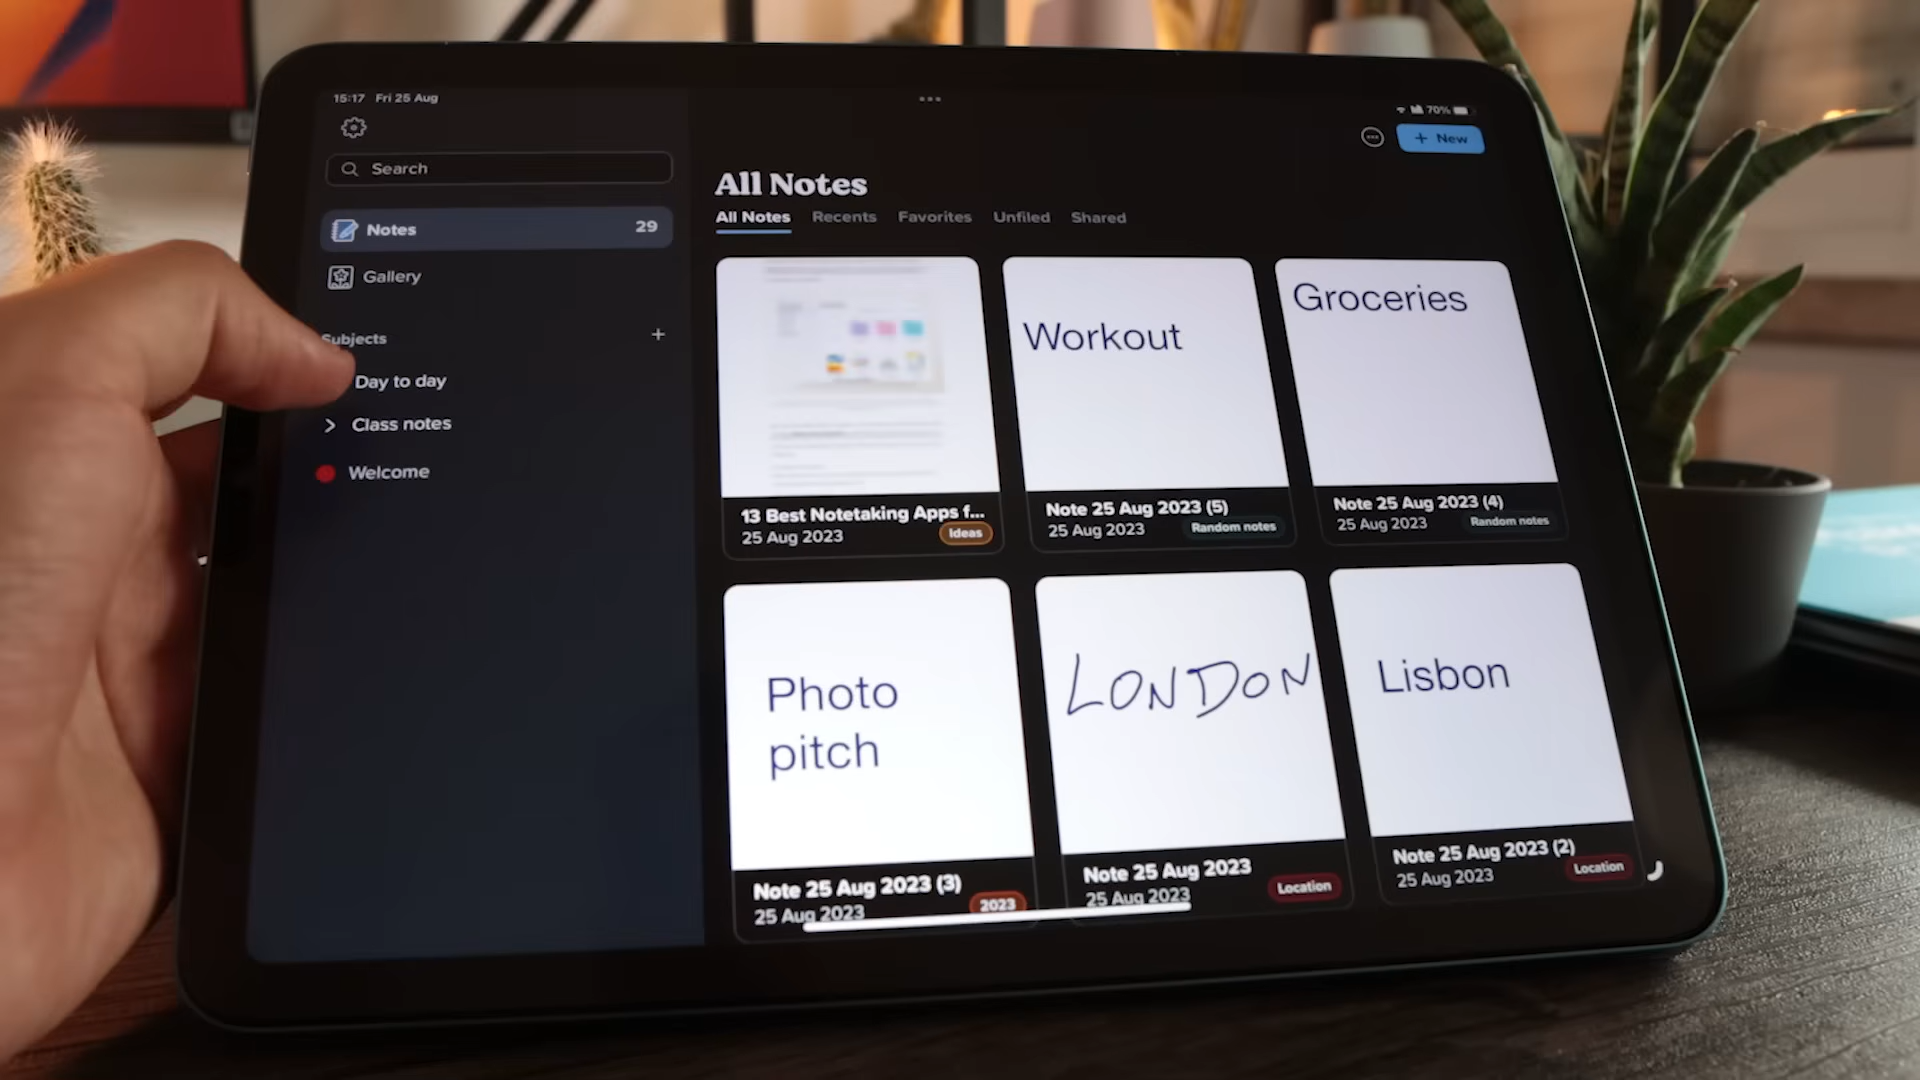 15:17 Fri 25 Aug
70%
Search
Notes 29
Gallery
Subjects
Day to day
Class notes
Welcome
+ New
All Notes
All Notes Recents Favorites Unfiled Shared
13 Best Notetaking Apps f...
25 Aug 2023 Ideas
Workout
Note 25 Aug 2023 (5)
25 Aug 2023 Random notes
Groceries
Note 25 Aug 2023 (4)
25 Aug 2023 Random notes
Photo
pitch
Note 25 Aug 2023 (3)
25 Aug 2023 2023
LONDON
Note 25 Aug 2023
25 Aug 2023 Location
Lisbon
Note 25 Aug 2023 (2)
25 Aug 2023 Location